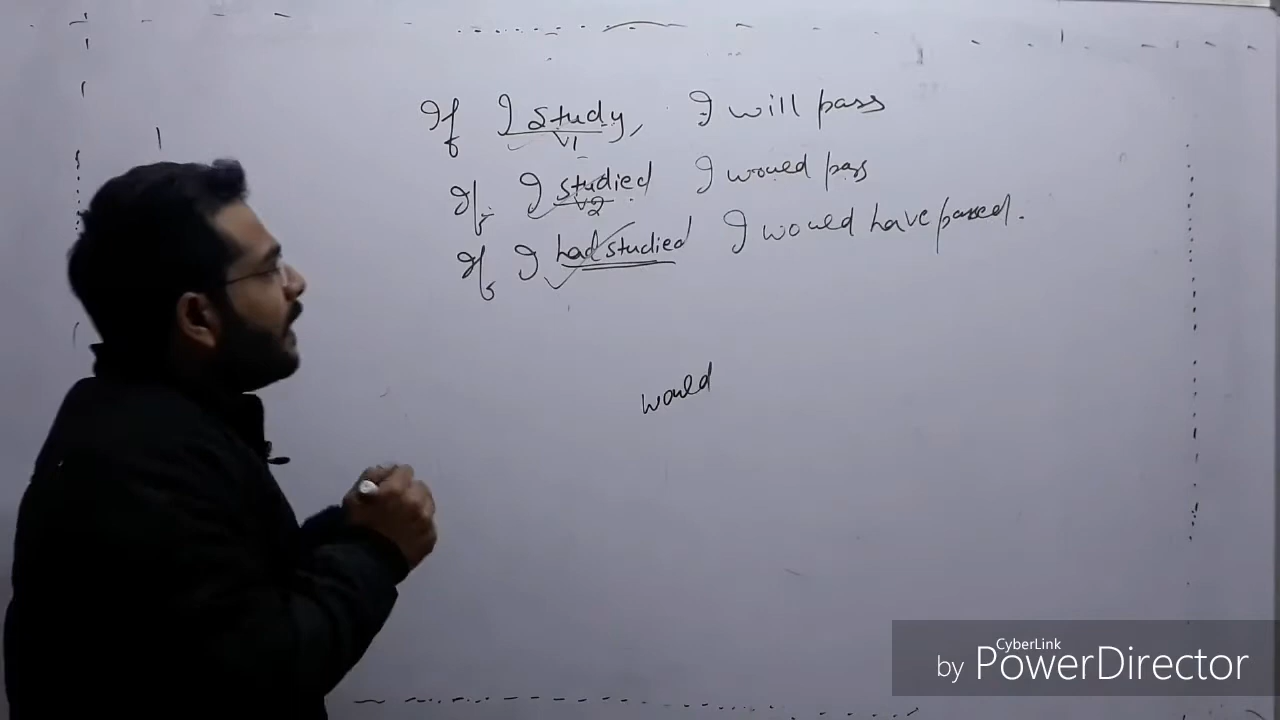 If I study, I will pass
V1
If I studied I would pass
V2
If I had studied I would have passed.
would
CyberLink
by PowerDirector